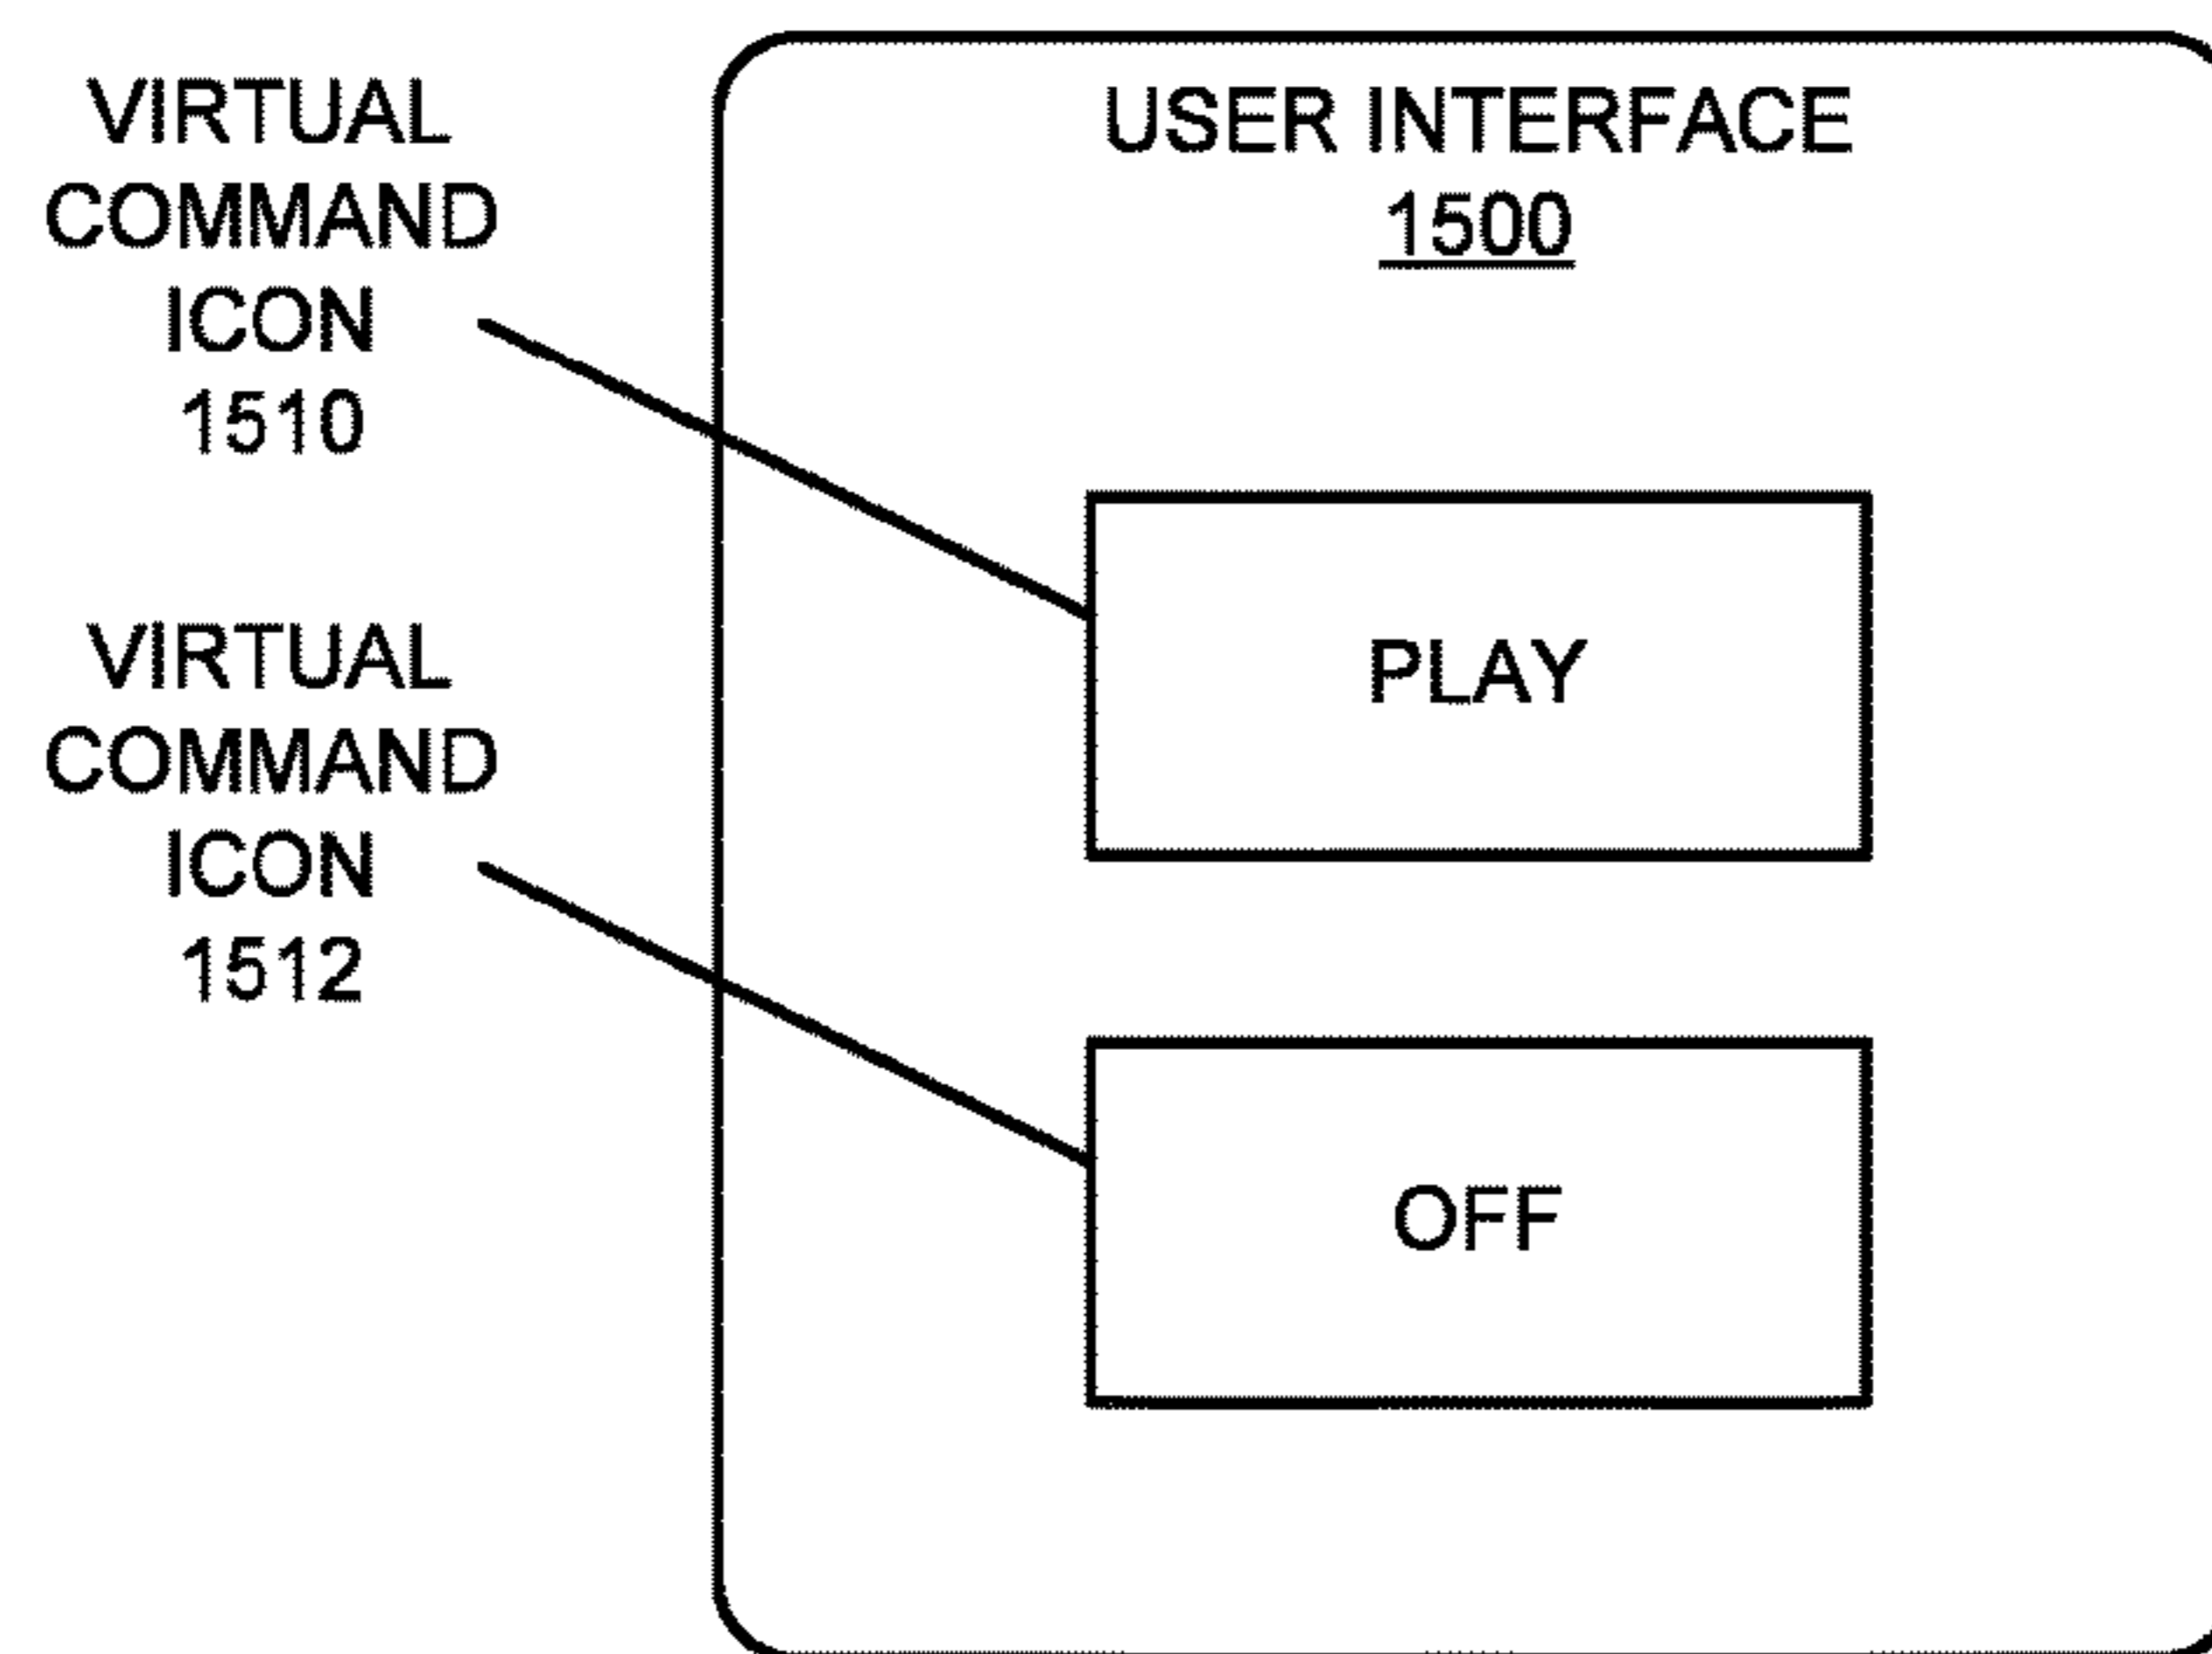 VIRTUAL
COMMAND
ICON
1510
VIRTUAL
COMMAND
ICON
1512
USER INTERFACE
1500
PLAY
OFF